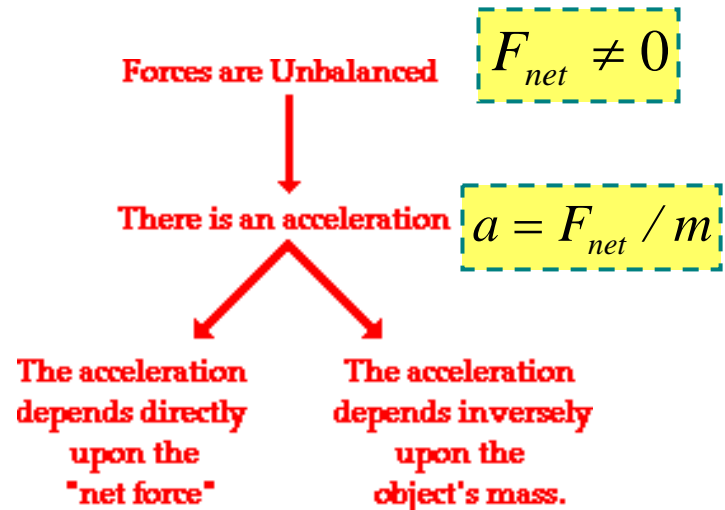 Forces are Unbalanced
F_net ≠ 0
There is an acceleration
a = F_net / m
The acceleration
depends directly
upon the
"net force"
The acceleration
depends inversely
upon the
object's mass.